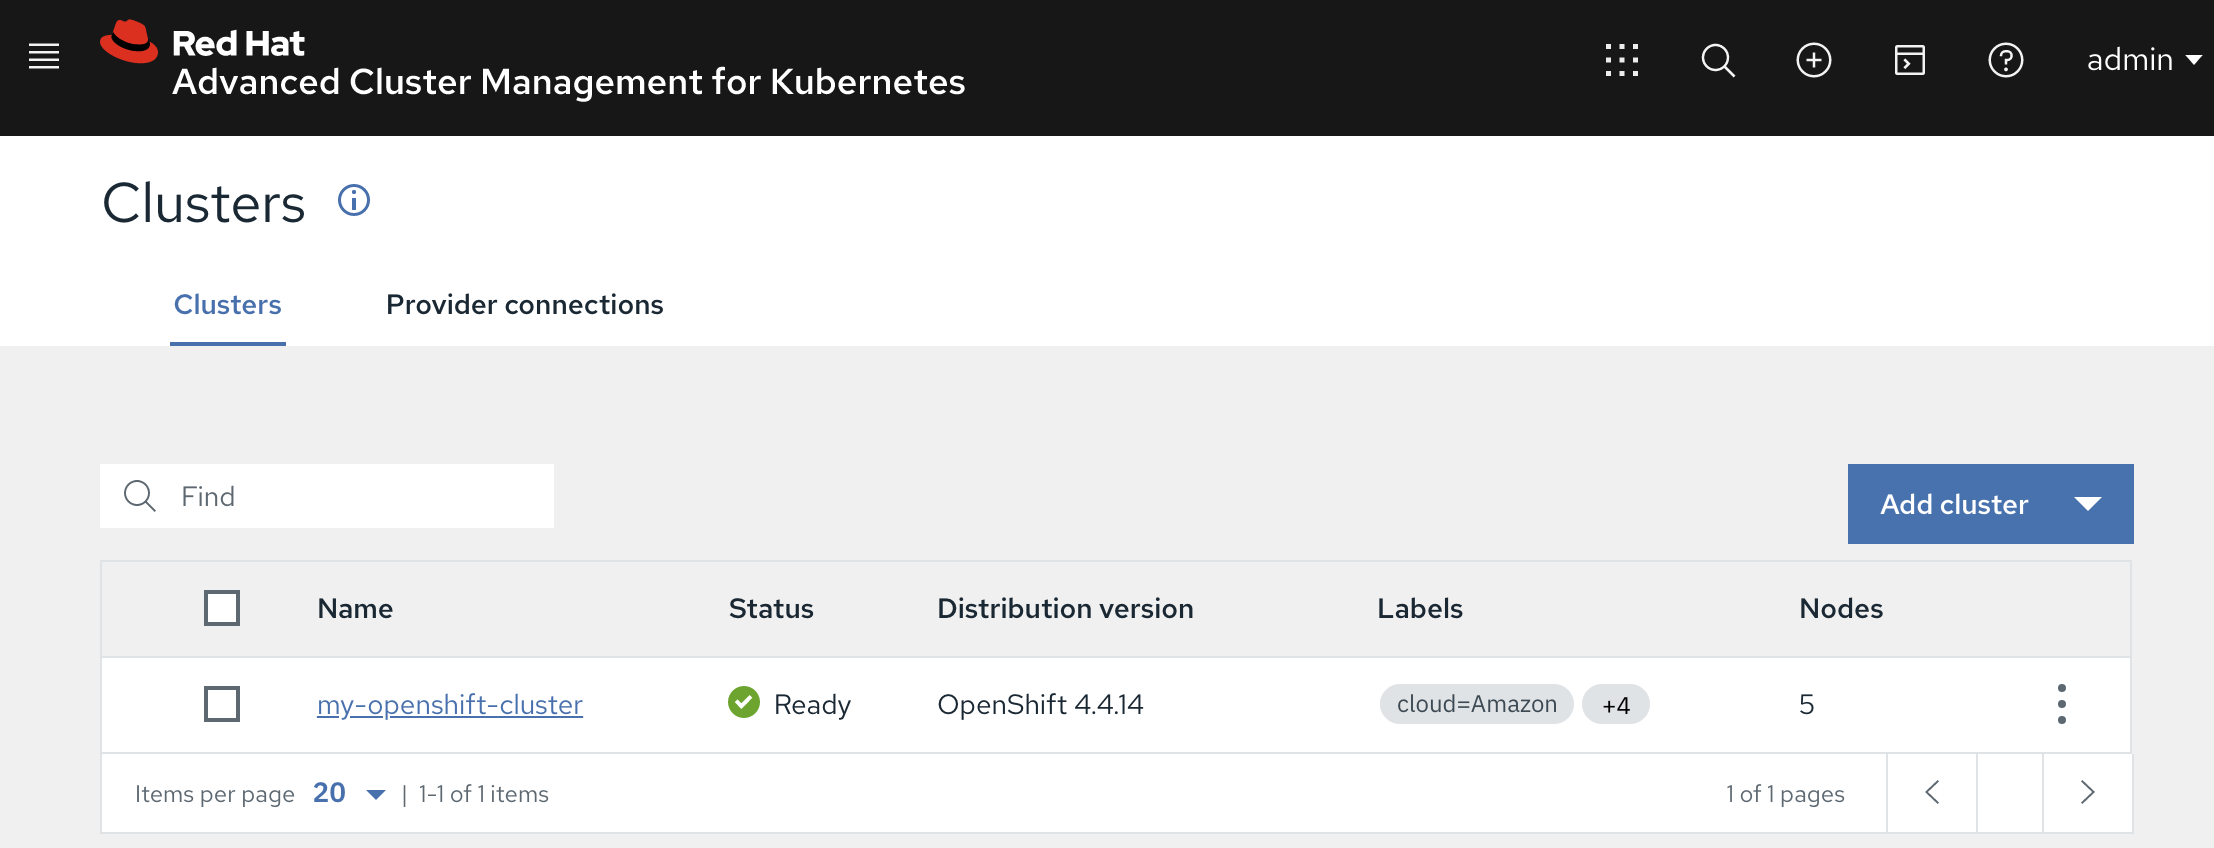 Red Hat
Advanced Cluster Management for Kubernetes
admin
Clusters
Clusters Provider connections
Find
Add cluster
Name Status Distribution version Labels Nodes
my-openshift-cluster Ready OpenShift 4.4.14 cloud=Amazon +4 5
Items per page 20 | 1-1 of 1 items 1 of 1 pages